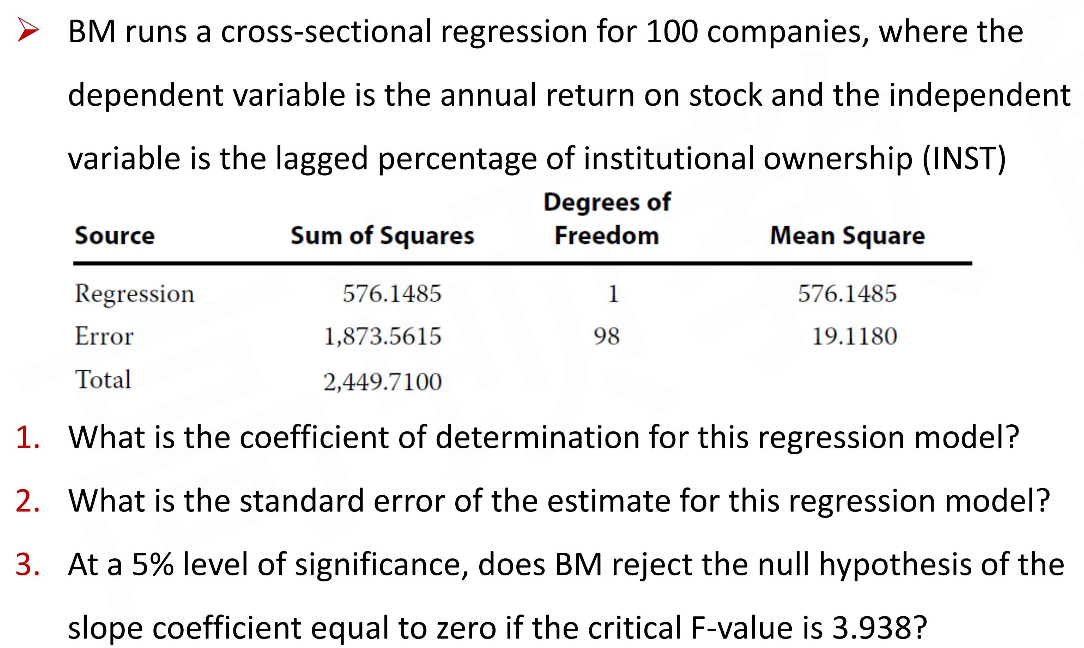 ➢ BM runs a cross-sectional regression for 100 companies, where the
dependent variable is the annual return on stock and the independent
variable is the lagged percentage of institutional ownership (INST)
Degrees of
Source Sum of Squares Freedom Mean Square
Regression 576.1485 1 576.1485
Error 1,873.5615 98 19.1180
Total 2,449.7100
1. What is the coefficient of determination for this regression model?
2. What is the standard error of the estimate for this regression model?
3. At a 5% level of significance, does BM reject the null hypothesis of the
slope coefficient equal to zero if the critical F-value is 3.938?